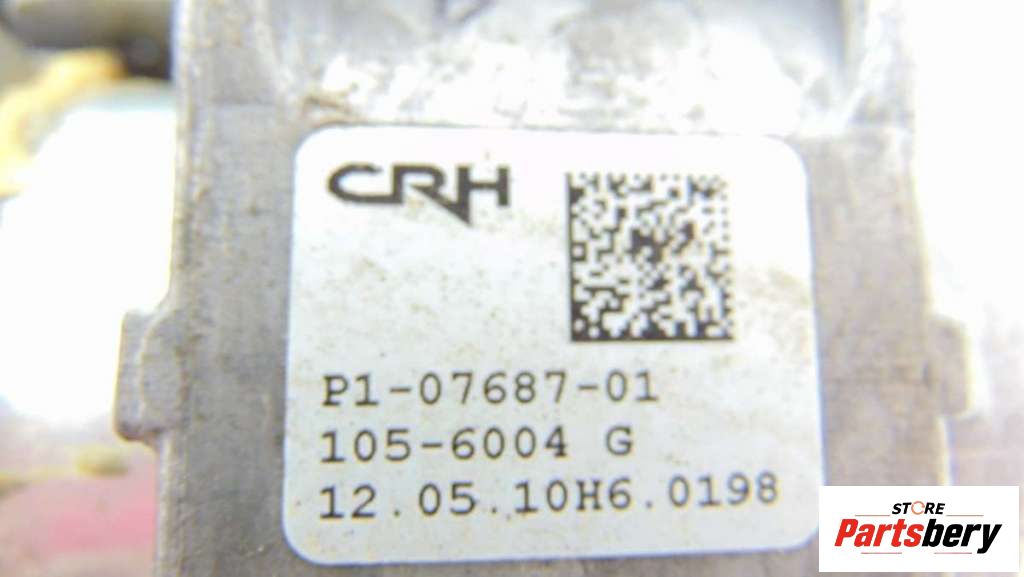 CRH
P1-07687-01
105-6004 G
12.05.10H6.0198
STORE
Partsbery